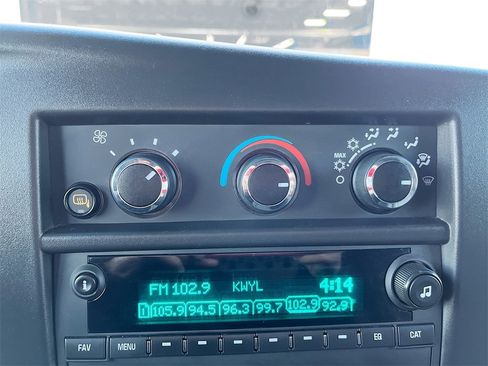 MAX
FM 102.9 KWYL 4:14
1 105.9 94.5 96.3 99.7 102.9 92.9
FAV MENU EQ CAT